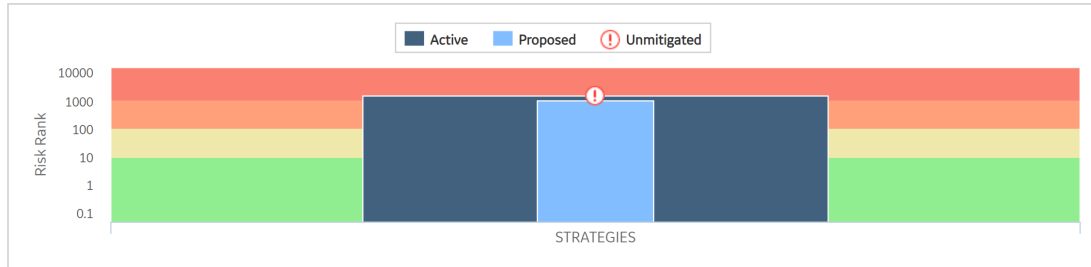 Active Proposed Unmitigated
10000
1000
100
10
1
0.1
Risk Rank
STRATEGIES